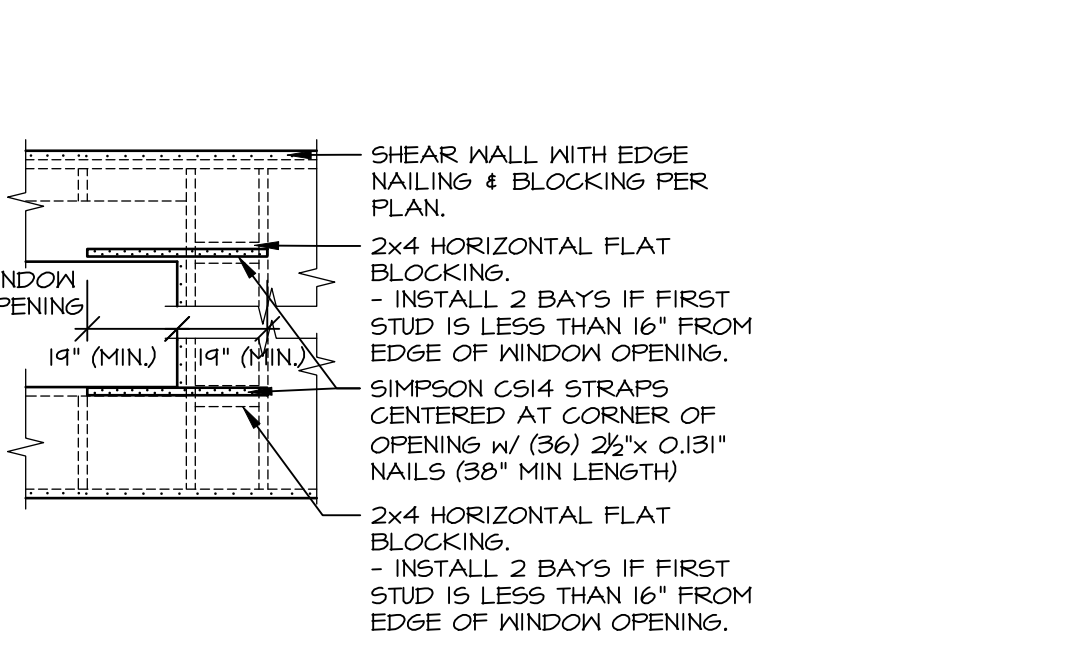 SHEAR WALL WITH EDGE
NAILING & BLOCKING PER
PLAN.
2x4 HORIZONTAL FLAT
BLOCKING.
- INSTALL 2 BAYS IF FIRST
STUD IS LESS THAN 16" FROM
EDGE OF WINDOW OPENING.
NDOW
PENING
19" (MIN.)
19" (MIN.)
SIMPSON CS14 STRAPS
CENTERED AT CORNER OF
OPENING w/ (36) 2½"x 0.131"
NAILS (38" MIN LENGTH)
2x4 HORIZONTAL FLAT
BLOCKING.
- INSTALL 2 BAYS IF FIRST
STUD IS LESS THAN 16" FROM
EDGE OF WINDOW OPENING.